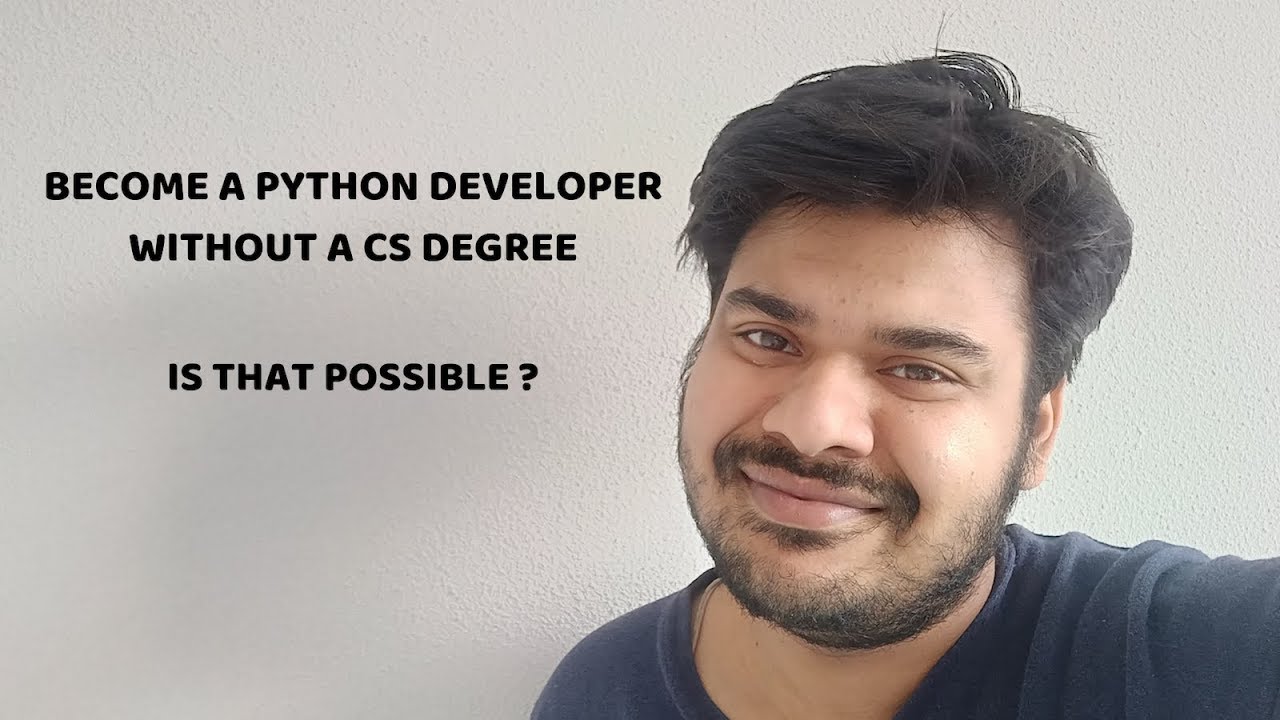 BECOME A PYTHON DEVELOPER
WITHOUT A CS DEGREE
IS THAT POSSIBLE ?